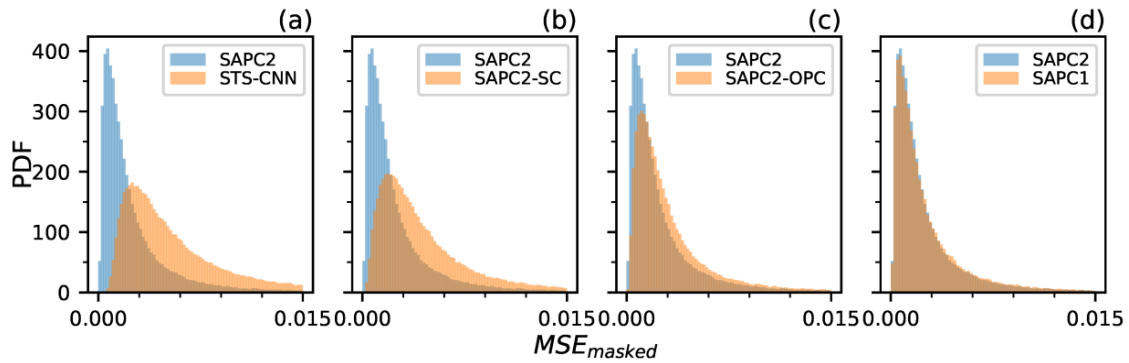 (a) (b) (c) (d)
SAPC2 SAPC2 SAPC2 SAPC2
STS-CNN SAPC2-SC SAPC2-OPC SAPC1
PDF
400
300
200
100
0
0.000 0.015 0.000 0.015 0.000 0.015 0.000 0.015
MSE_masked